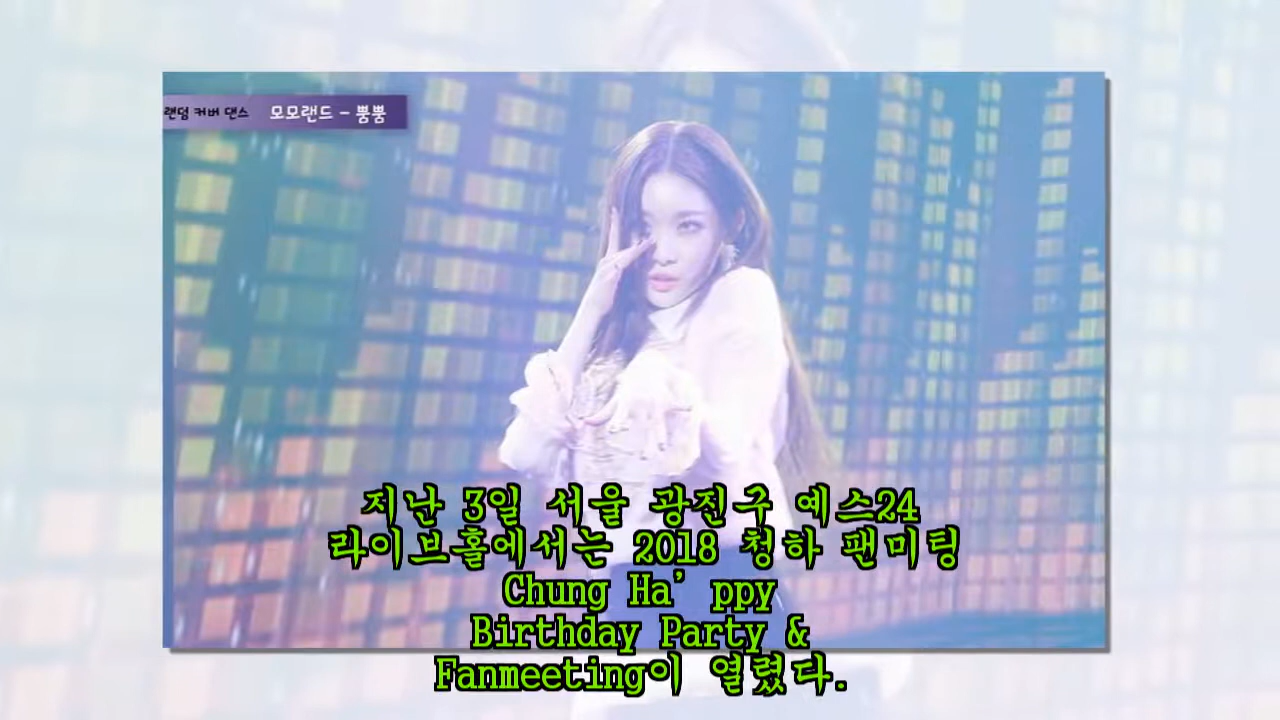 랜덤 커버 댄스 모모랜드 - 뿜뿜
지난 3일 서울 광진구 예스24
라이브홀에서는 2018 청하 팬미팅
Chung Ha’ppy
Birthday Party &
Fanmeeting이 열렸다.